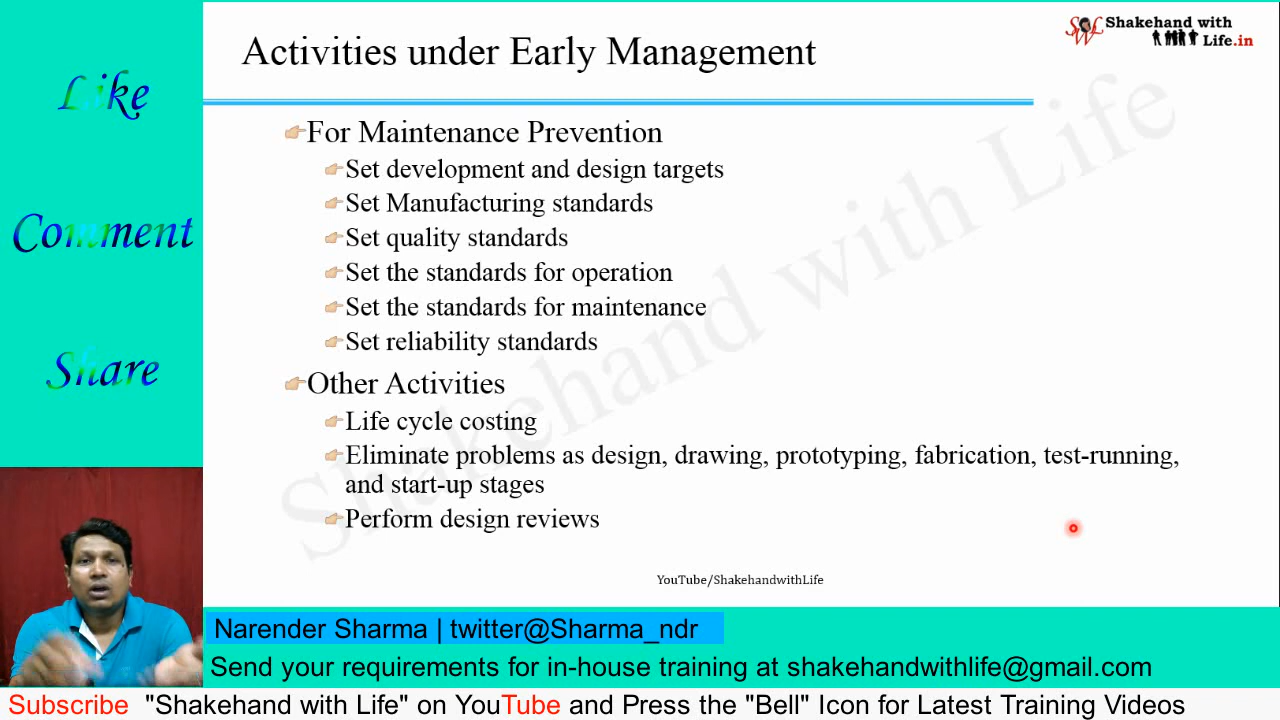 Like
Comment
Share
Activities under Early Management
Shakehand with
Life.in
For Maintenance Prevention
Set development and design targets
Set Manufacturing standards
Set quality standards
Set the standards for operation
Set the standards for maintenance
Set reliability standards
Other Activities
Life cycle costing
Eliminate problems as design, drawing, prototyping, fabrication, test-running,
and start-up stages
Perform design reviews
Shakehand with Life
YouTube/ShakehandwithLife
Narender Sharma | twitter@Sharma_ndr
Send your requirements for in-house training at shakehandwithlife@gmail.com
Subscribe "Shakehand with Life" on YouTube and Press the "Bell" Icon for Latest Training Videos